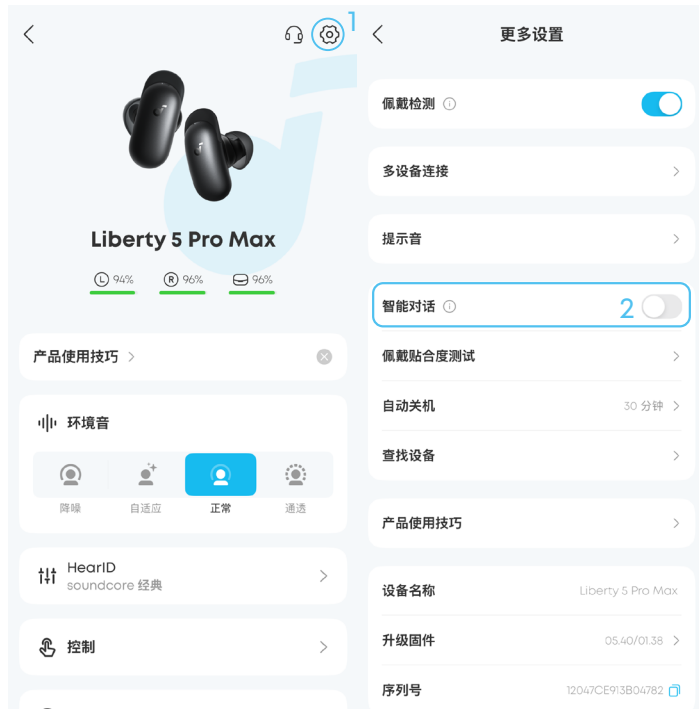 1
Liberty 5 Pro Max
L 94%
R 96%
96%
产品使用技巧
环境音
降噪
自适应
正常
通透
HearID
soundcore 经典
控制
更多设置
佩戴检测
多设备连接
提示音
智能对话
2
佩戴贴合度测试
自动关机
30 分钟
查找设备
产品使用技巧
设备名称
Liberty 5 Pro Max
升级固件
05.40/01.38
序列号
12047CE913B04782